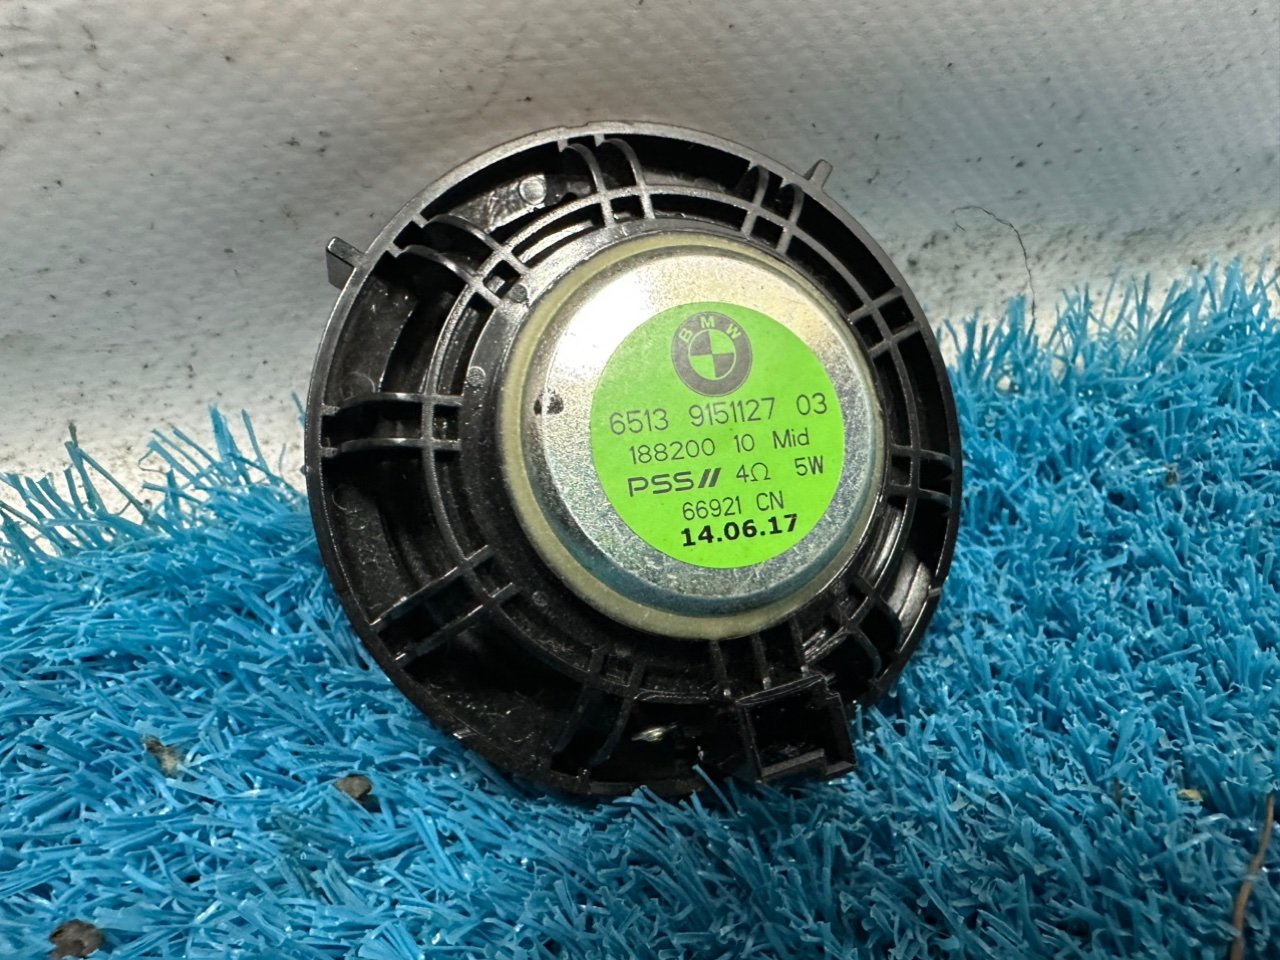 BMW
6513 9151127 03
188200 10 Mid
PSS// 4Ω 5W
66921 CN
14.06.17